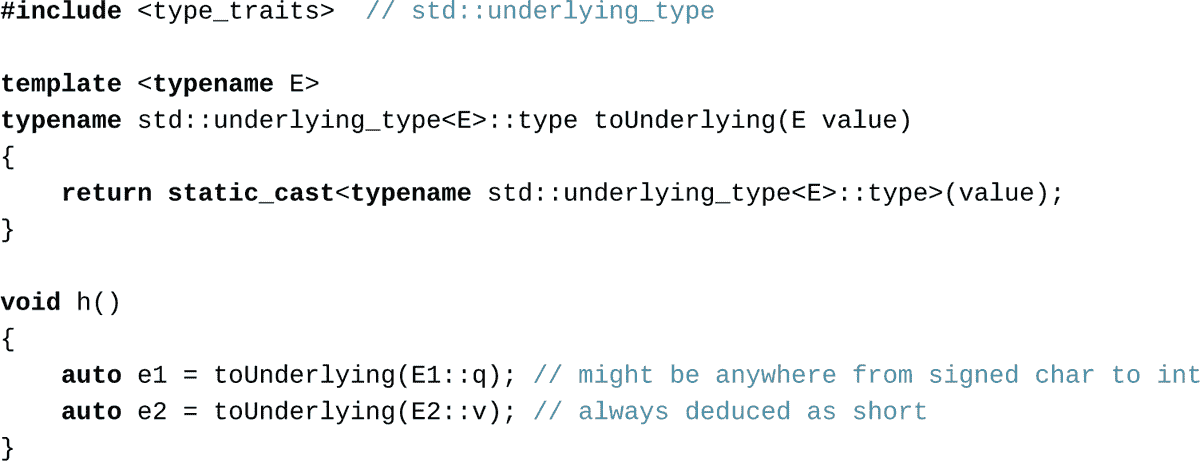 #include <type_traits>  // std::underlying_type

template <typename E>
typename std::underlying_type<E>::type toUnderlying(E value)
{
    return static_cast<typename std::underlying_type<E>::type>(value);
}

void h()
{
    auto e1 = toUnderlying(E1::q); // might be anywhere from signed char to int
    auto e2 = toUnderlying(E2::v); // always deduced as short
}